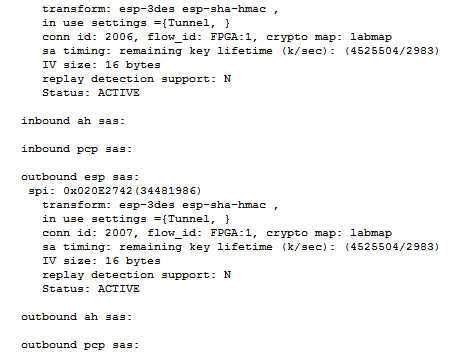 transform: esp-3des esp-sha-hmac ,
in use settings ={Tunnel, }
conn id: 2006, flow_id: FPGA:1, crypto map: labmap
sa timing: remaining key lifetime (k/sec): (4525504/2983)
IV size: 16 bytes
replay detection support: N
Status: ACTIVE
inbound ah sas:
inbound pcp sas:
outbound esp sas:
spi: 0x020E2742(34481986)
transform: esp-3des esp-sha-hmac ,
in use settings ={Tunnel, }
conn id: 2007, flow_id: FPGA:1, crypto map: labmap
sa timing: remaining key lifetime (k/sec): (4525504/2983)
IV size: 16 bytes
replay detection support: N
Status: ACTIVE
outbound ah sas:
outbound pcp sas: